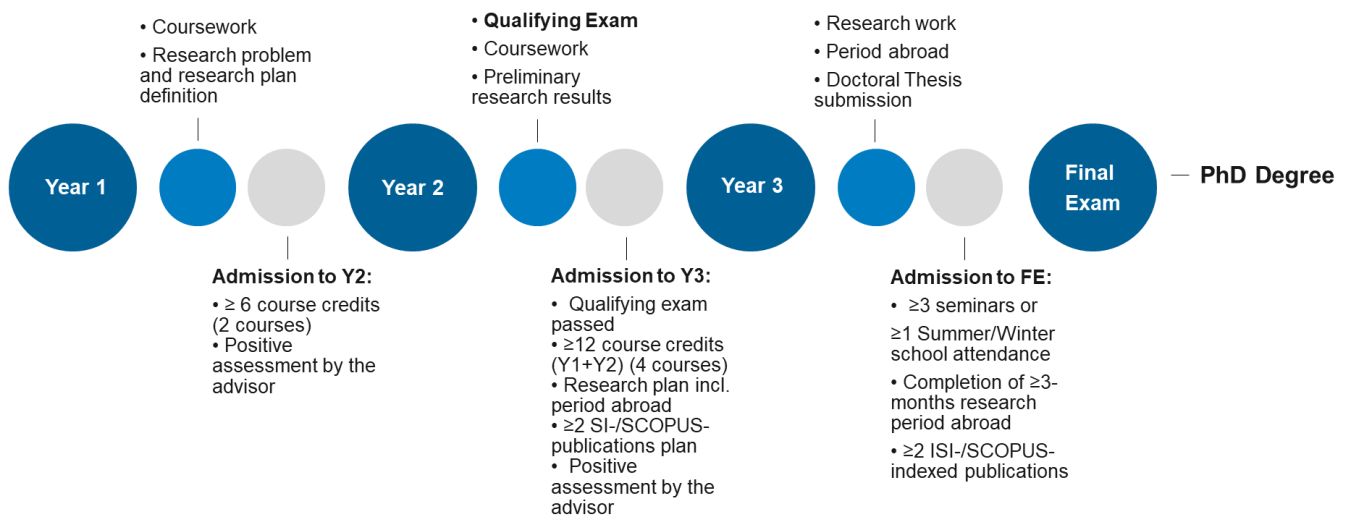 • Coursework
• Research problem
and research plan
definition
• Qualifying Exam
• Coursework
• Preliminary
research results
• Research work
• Period abroad
• Doctoral Thesis
submission
Year 1
Year 2
Year 3
Final
Exam
PhD Degree
Admission to Y2:
• ≥ 6 course credits
(2 courses)
• Positive
assessment by the
advisor
Admission to Y3:
• Qualifying exam
passed
• ≥12 course credits
(Y1+Y2) (4 courses)
• Research plan incl.
period abroad
• ≥2 SI-/SCOPUS-
publications plan
• Positive
assessment by the
advisor
Admission to FE:
• ≥3 seminars or
≥1 Summer/Winter
school attendance
• Completion of ≥3-
months research
period abroad
• ≥2 ISI-/SCOPUS-
indexed publications